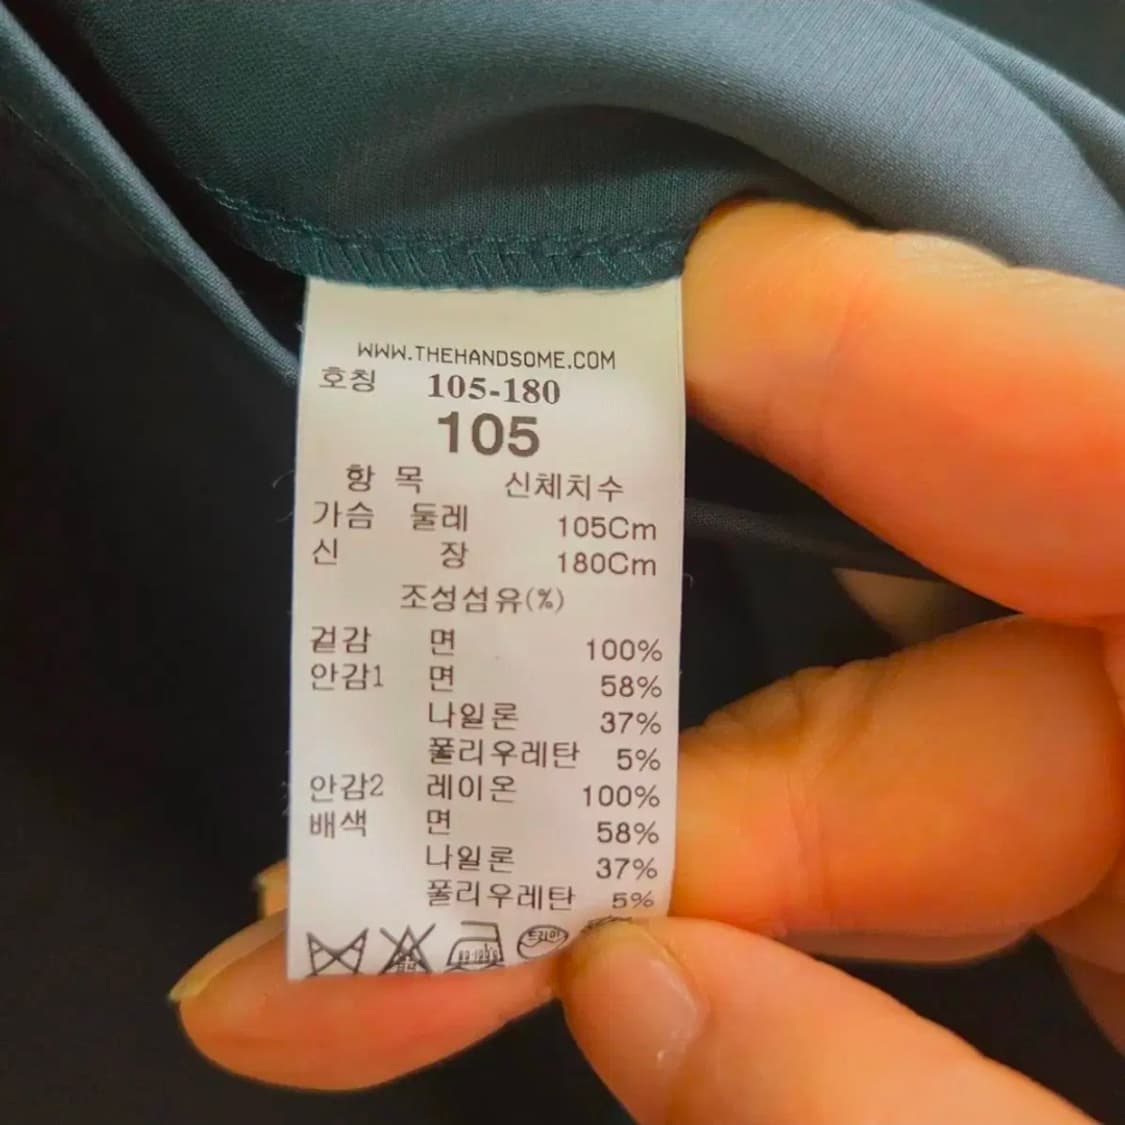 WWW.THEHANDSOME.COM
호칭 105-180
105
항 목 신체치수
가슴 둘레 105Cm
신 장 180Cm
조성섬유(%)
겉감 면 100%
안감1 면 58%
나일론 37%
폴리우레탄 5%
안감2 레이온 100%
배색 면 58%
나일론 37%
폴리우레탄 5%
드라이